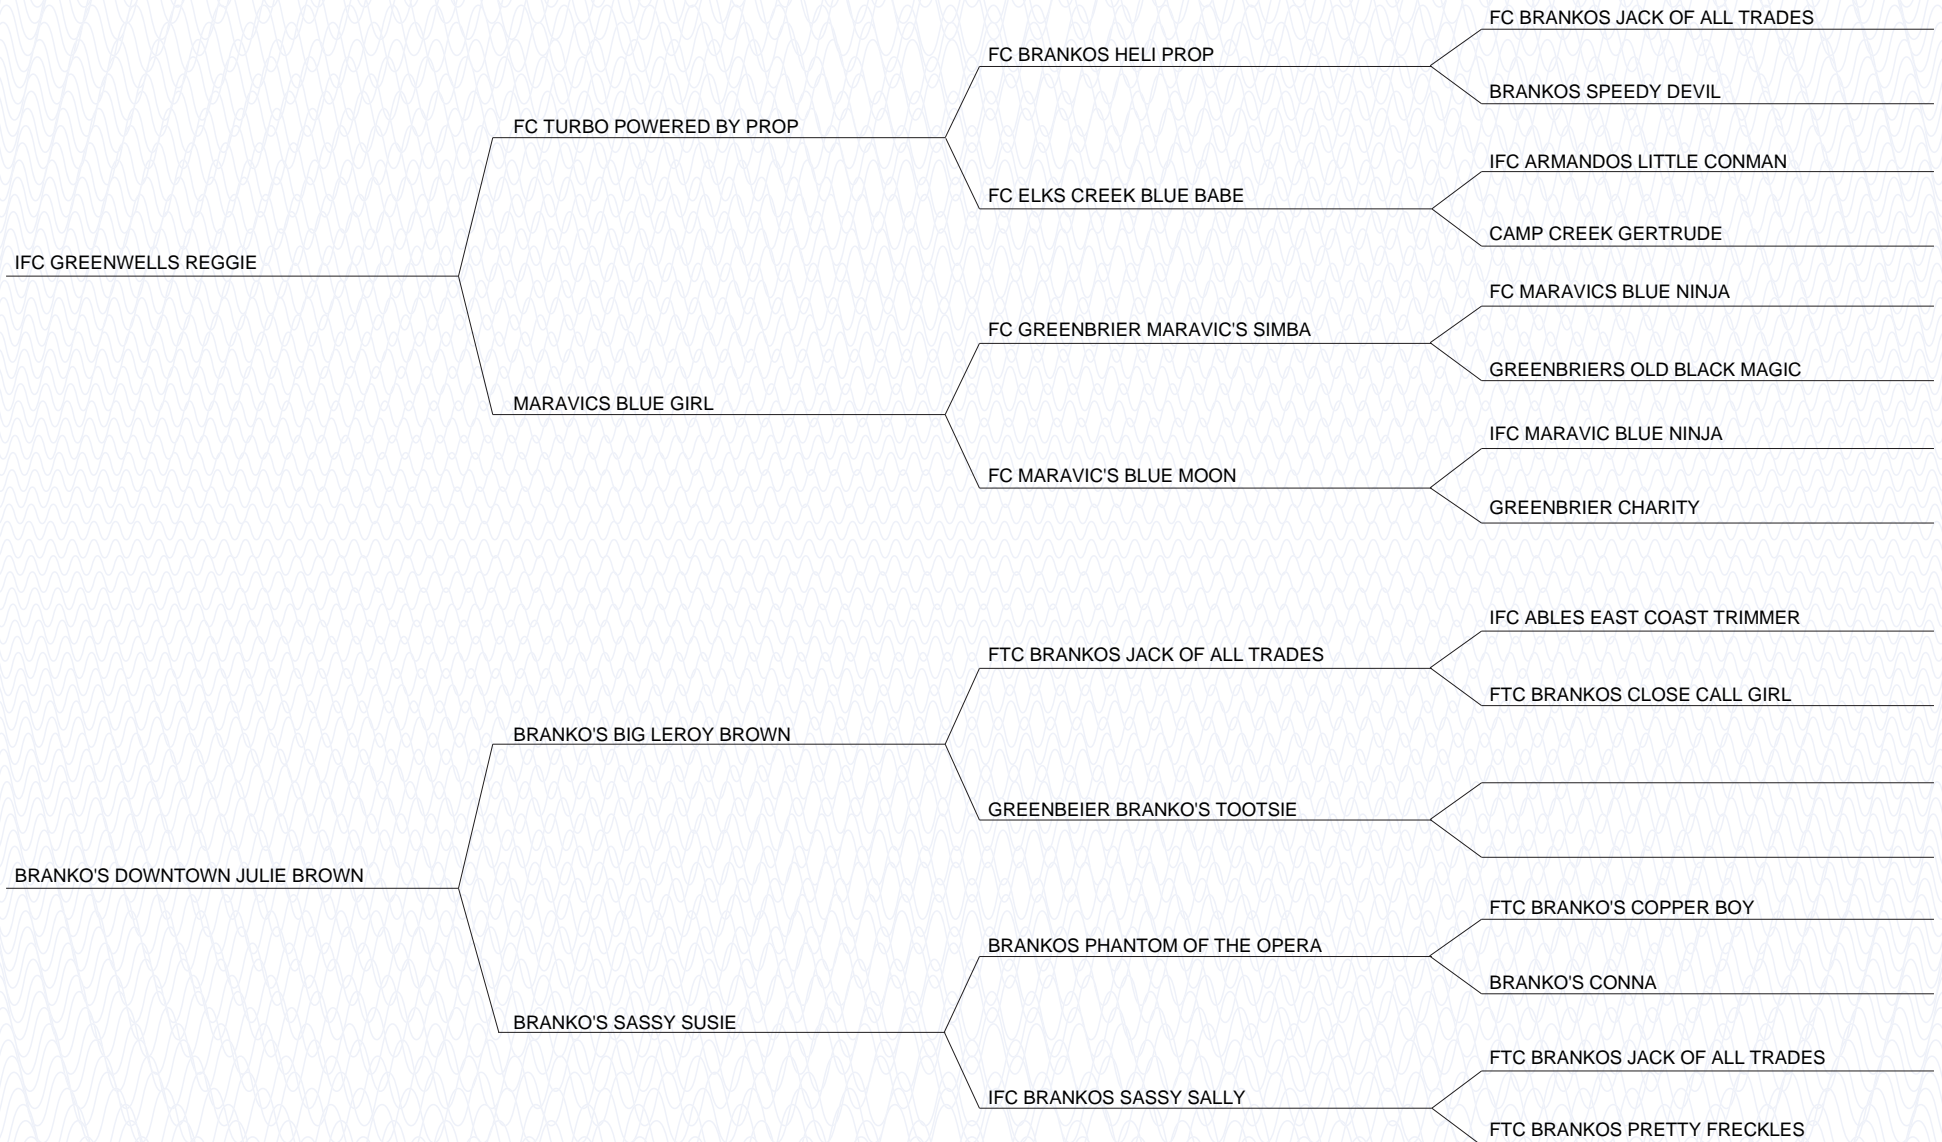 FC BRANKOS JACK OF ALL TRADES
FC BRANKOS HELI PROP
BRANKOS SPEEDY DEVIL
FC TURBO POWERED BY PROP
IFC ARMANDOS LITTLE CONMAN
FC ELKS CREEK BLUE BABE
CAMP CREEK GERTRUDE
IFC GREENWELLS REGGIE
FC MARAVICS BLUE NINJA
FC GREENBRIER MARAVIC'S SIMBA
GREENBRIERS OLD BLACK MAGIC
MARAVICS BLUE GIRL
IFC MARAVIC BLUE NINJA
FC MARAVIC'S BLUE MOON
GREENBRIER CHARITY
IFC ABLES EAST COAST TRIMMER
FTC BRANKOS JACK OF ALL TRADES
FTC BRANKOS CLOSE CALL GIRL
BRANKO'S BIG LEROY BROWN
GREENBEIER BRANKO'S TOOTSIE
BRANKO'S DOWNTOWN JULIE BROWN
FTC BRANKO'S COPPER BOY
BRANKOS PHANTOM OF THE OPERA
BRANKO'S CONNA
BRANKO'S SASSY SUSIE
FTC BRANKOS JACK OF ALL TRADES
IFC BRANKOS SASSY SALLY
FTC BRANKOS PRETTY FRECKLES